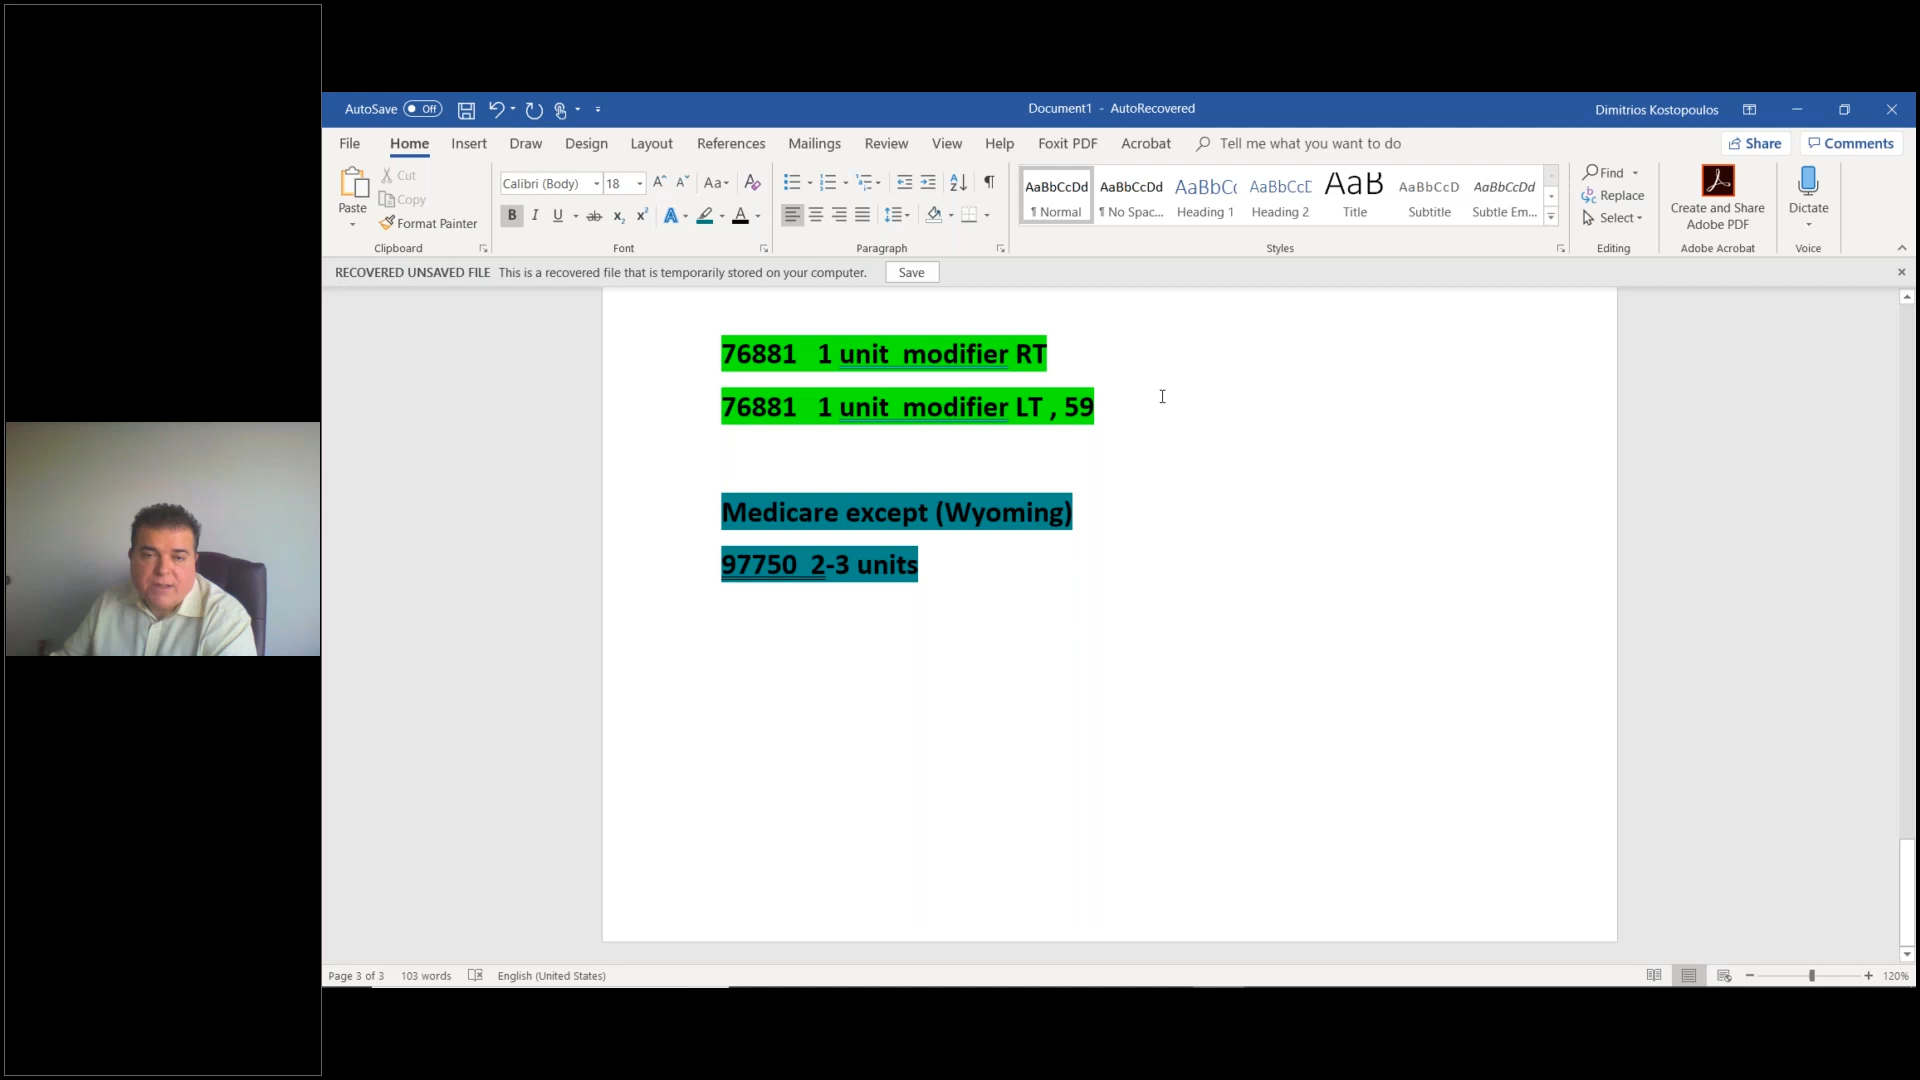 AutoSave Off
Document1 - AutoRecovered
Dimitrios Kostopoulos
File Home Insert Draw Design Layout References Mailings Review View Help Foxit PDF Acrobat Tell me what you want to do
Share Comments
Paste
Cut
Copy
Format Painter
Clipboard
Calibri (Body) 18
Font
Paragraph
AaBbCcDd AaBbCcDd AaBbC AaBbCcC AaB AaBbCcD AaBbCcDd
¶ Normal ¶ No Spac... Heading 1 Heading 2 Title Subtitle Subtle Em...
Styles
Find
Replace
Select
Editing
Create and Share
Adobe PDF
Adobe Acrobat
Dictate
Voice
RECOVERED UNSAVED FILE This is a recovered file that is temporarily stored on your computer. Save
76881 1 unit modifier RT
76881 1 unit modifier LT , 59
Medicare except (Wyoming)
97750 2-3 units
Page 3 of 3 103 words English (United States) 120%